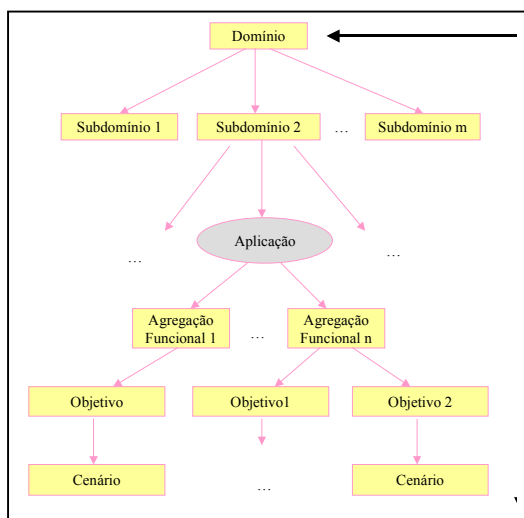 Domínio
Subdomínio 1
Subdomínio 2
...
Subdomínio m
Aplicação
...
...
Agregação
Funcional 1
...
Agregação
Funcional n
Objetivo
Objetivo1
Objetivo 2
Cenário
...
Cenário